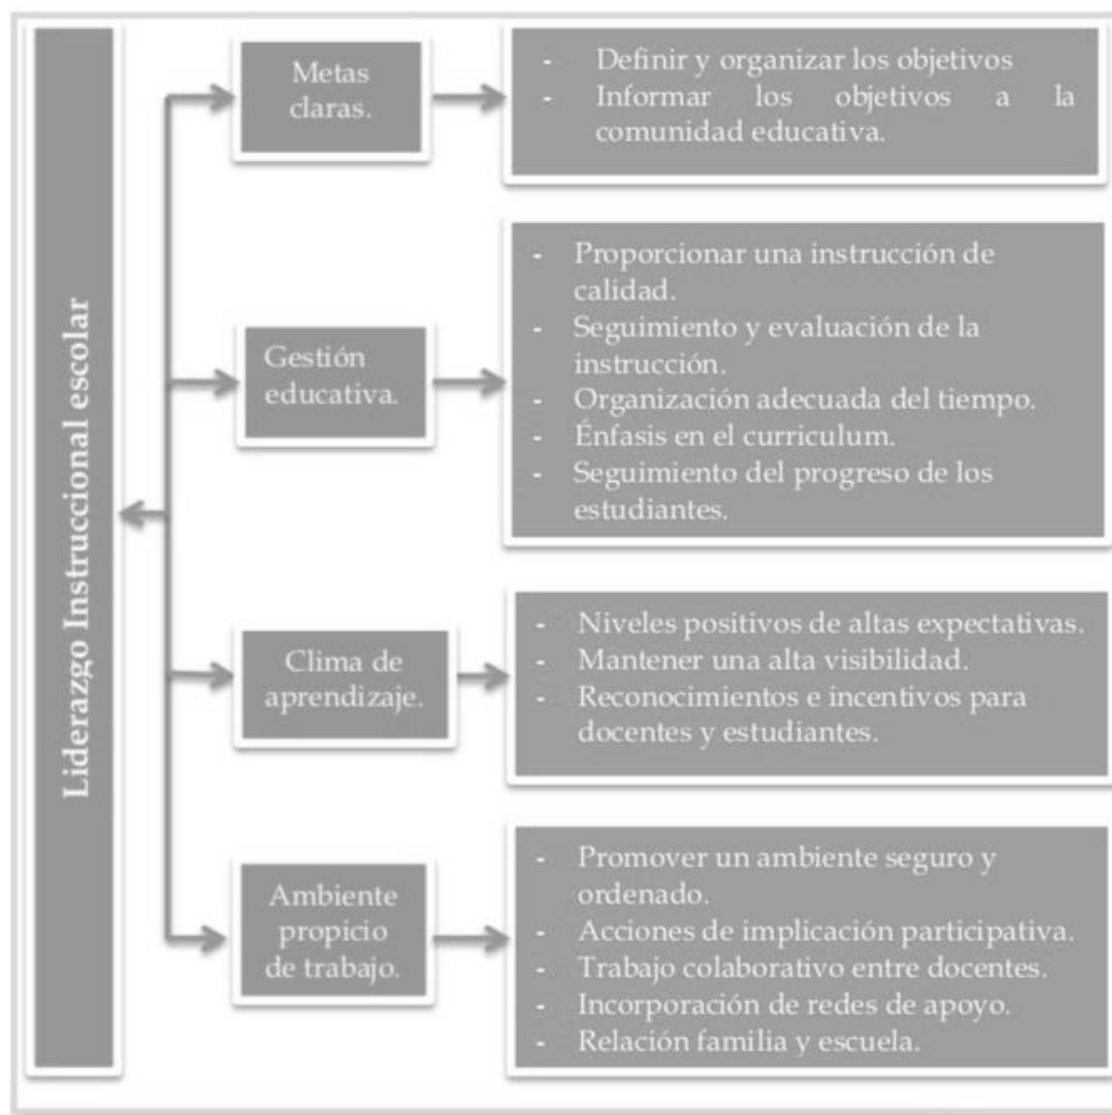 Liderazgo Instruccional escolar
Metas
claras.
- Definir y organizar los objetivos
- Informar los objetivos a la
comunidad educativa.
Gestión
educativa.
- Proporcionar una instrucción de
calidad.
- Seguimiento y evaluación de la
instrucción.
- Organización adecuada del tiempo.
- Énfasis en el curriculum.
- Seguimiento del progreso de los
estudiantes.
Clima de
aprendizaje.
- Niveles positivos de altas expectativas.
- Mantener una alta visibilidad.
- Reconocimientos e incentivos para
docentes y estudiantes.
Ambiente
propicio
de trabajo.
- Promover un ambiente seguro y
ordenado.
- Acciones de implicación participativa.
- Trabajo colaborativo entre docentes.
- Incorporación de redes de apoyo.
- Relación familia y escuela.